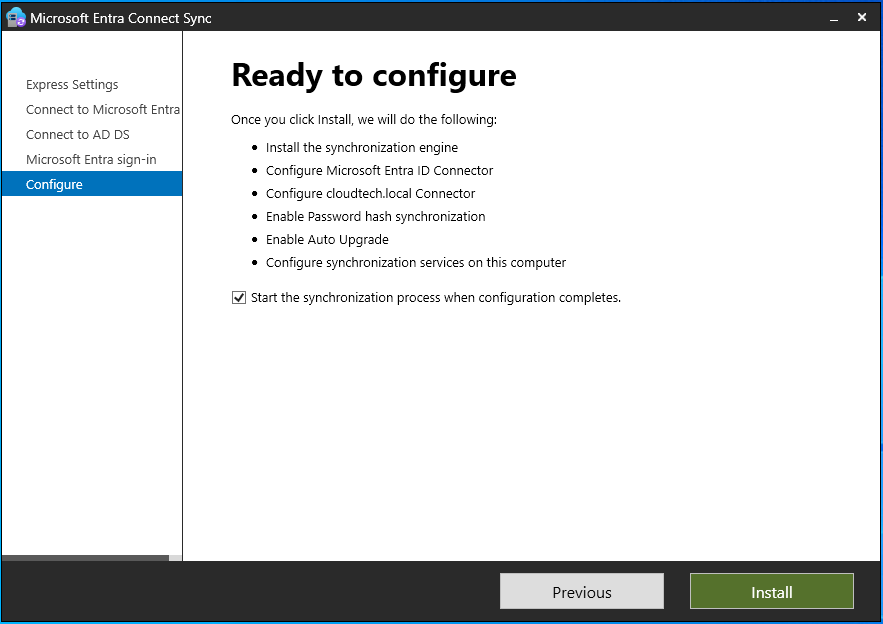 Microsoft Entra Connect Sync
Express Settings
Connect to Microsoft Entra
Connect to AD DS
Microsoft Entra sign-in
Configure
Ready to configure
Once you click Install, we will do the following:
Install the synchronization engine
Configure Microsoft Entra ID Connector
Configure cloudtech.local Connector
Enable Password hash synchronization
Enable Auto Upgrade
Configure synchronization services on this computer
Start the synchronization process when configuration completes.
Previous
Install